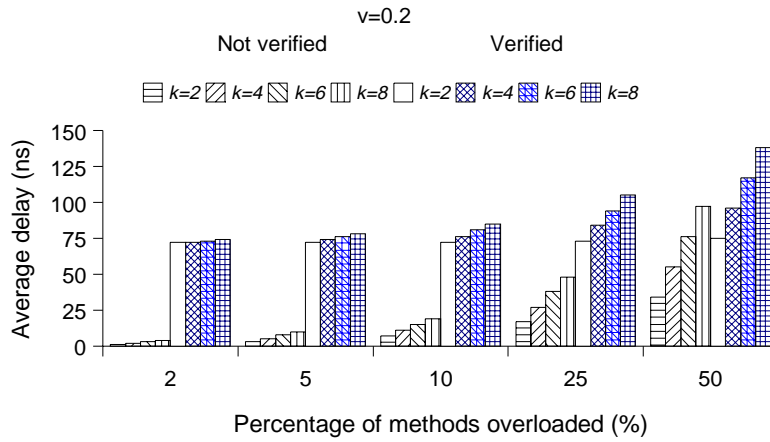 v=0.2
Not verified Verified
k=2 k=4 k=6 k=8 k=2 k=4 k=6 k=8
150
125
100
75
50
25
0
Average delay (ns)
2 5 10 25 50
Percentage of methods overloaded (%)